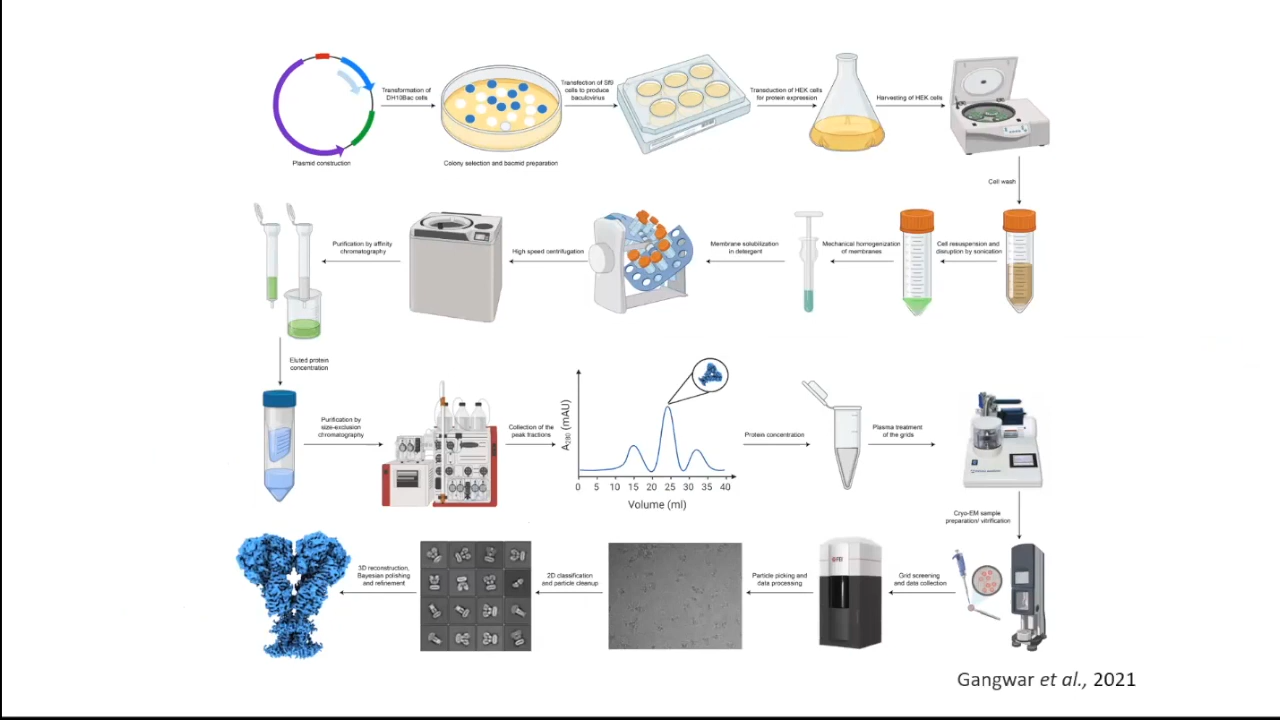 Transformation of
DH10Bac cells
Transfection of Sf9
cells to produce
baculovirus
Transduction of HEK cells
for protein expression
Harvesting of HEK cells
Plasmid construction
Colony selection and bacmid preparation
Cell wash
Purification by affinity
chromatography
High speed centrifugation
Membrane solubilization
in detergent
Mechanical homogenization
of membranes
Cell resuspension and
disruption by sonication
Eluted protein
concentration
Purification by
size-exclusion
chromatography
Collection of the
peak fractions
A280 (mAU)
0 5 10 15 20 25 30 35 40
Volume (ml)
Protein concentration
Plasma treatment
of the grids
Cryo-EM sample
preparation/ vitrification
3D reconstruction,
Bayesian polishing
and refinement
2D classification
and particle cleanup
Particle picking and
data processing
FEI
Grid screening
and data collection
Gangwar et al., 2021